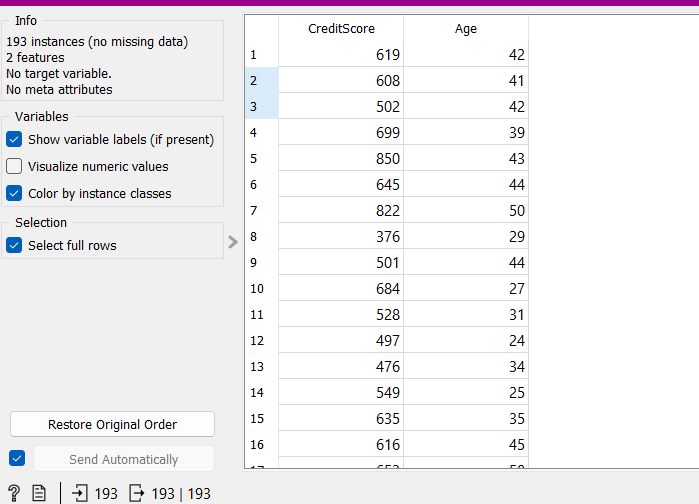 Info
193 instances (no missing data)
2 features
No target variable.
No meta attributes
Variables
Show variable labels (if present)
Visualize numeric values
Color by instance classes
Selection
Select full rows
Restore Original Order
Send Automatically
193
193 | 193
CreditScore Age
1 619 42
2 608 41
3 502 42
4 699 39
5 850 43
6 645 44
7 822 50
8 376 29
9 501 44
10 684 27
11 528 31
12 497 24
13 476 34
14 549 25
15 635 35
16 616 45